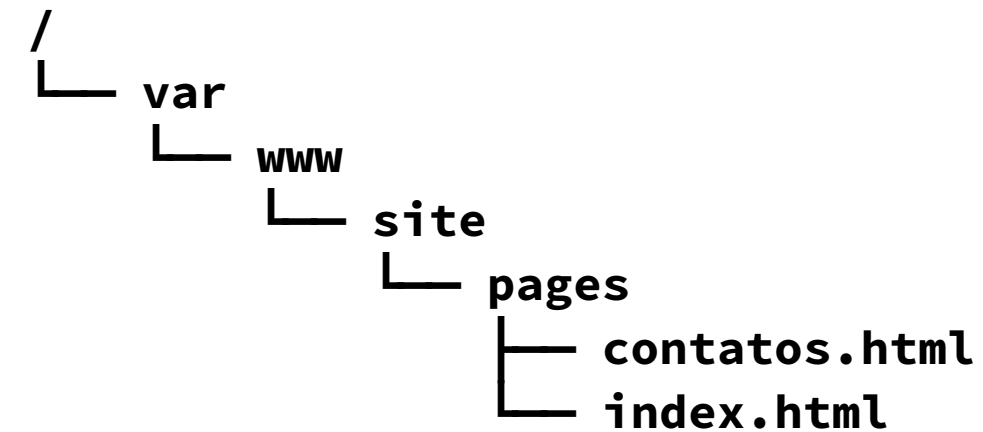 /
└── var
    └── www
        └── site
            └── pages
                ├── contatos.html
                └── index.html